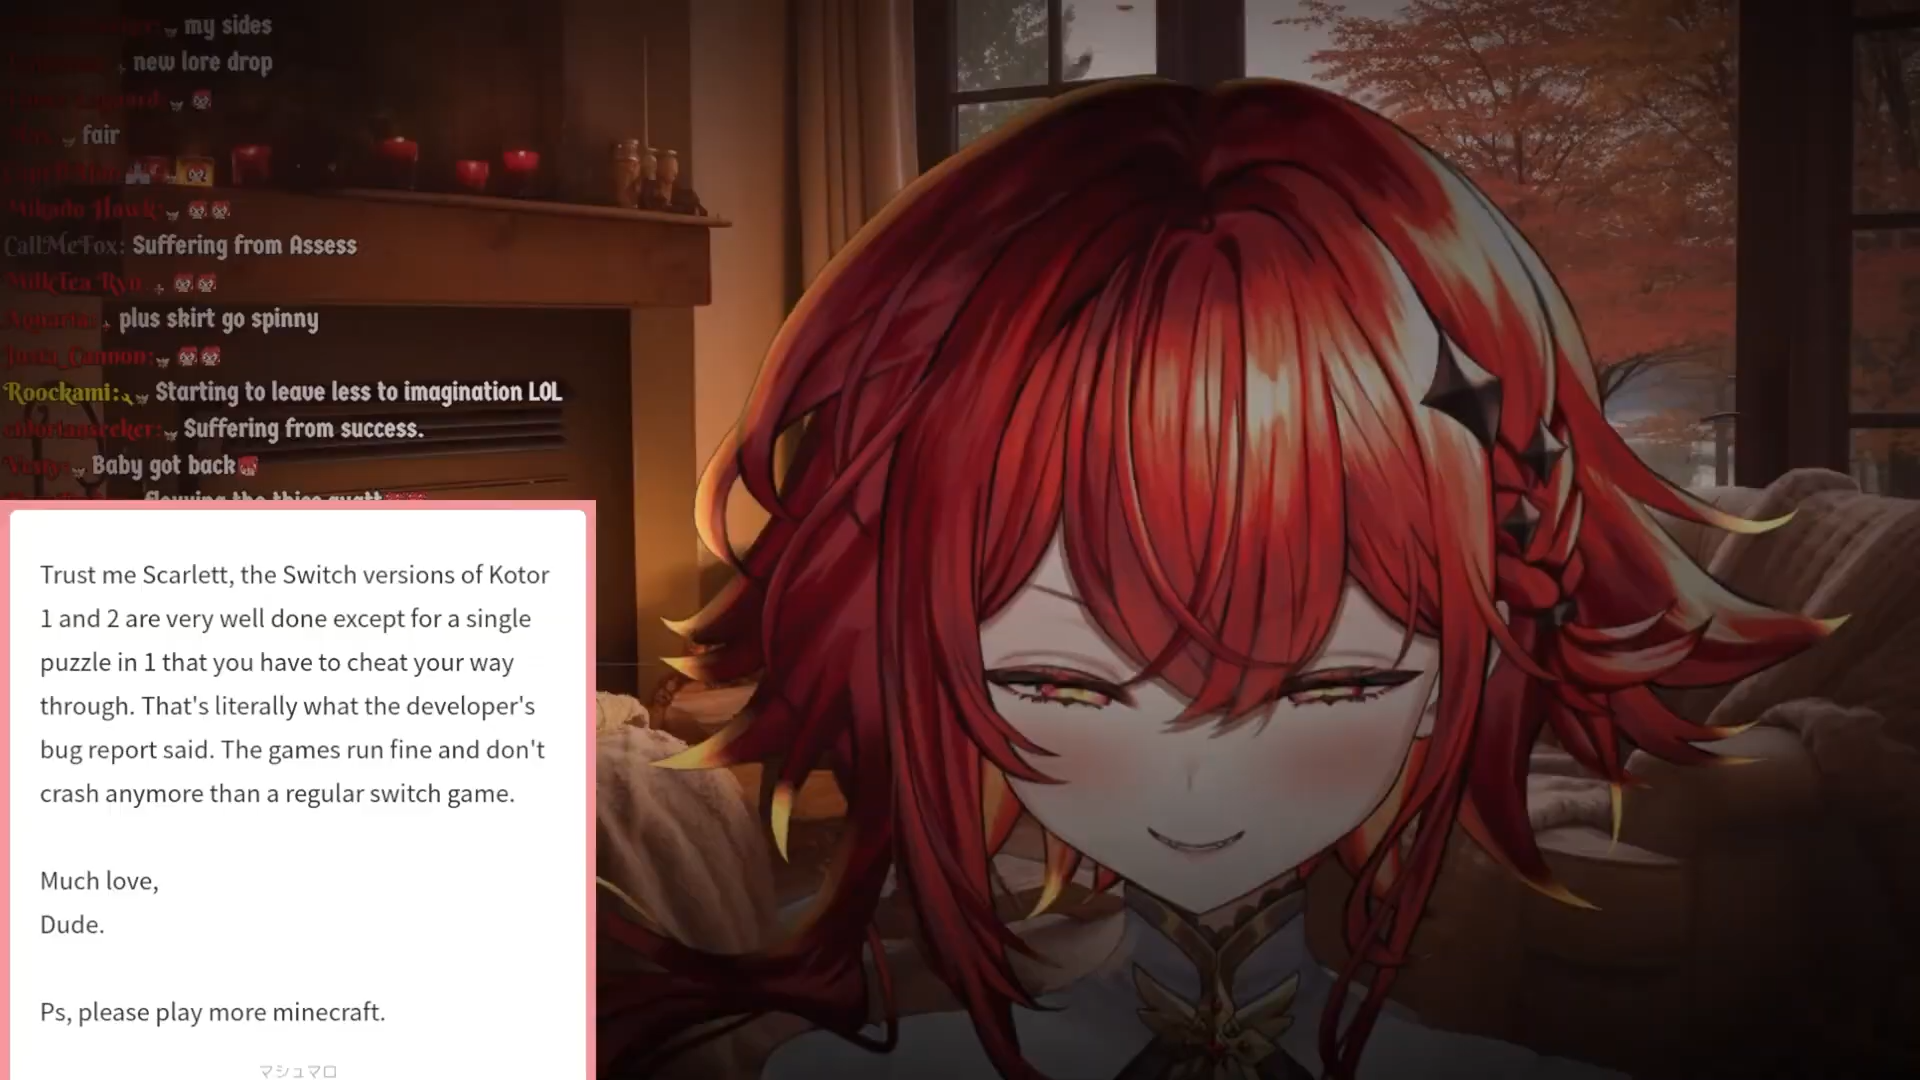 my sides
new lore drop
fair
Mikado Hawk:
CallMeFox: Suffering from Assess
MilkTea Ryu
plus skirt go spinny
Roockami: Starting to leave less to imagination LOL
Suffering from success.
Baby got back
Trust me Scarlett, the Switch versions of Kotor
1 and 2 are very well done except for a single
puzzle in 1 that you have to cheat your way
through. That's literally what the developer's
bug report said. The games run fine and don't
crash anymore than a regular switch game.
Much love,
Dude.
Ps, please play more minecraft.
マシュマロ